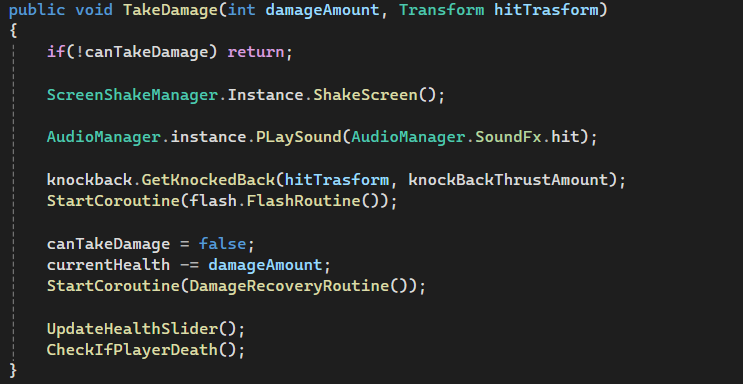 public void TakeDamage(int damageAmount, Transform hitTrasform)
{
if(!canTakeDamage) return;
ScreenShakeManager.Instance.ShakeScreen();
AudioManager.instance.PLaySound(AudioManager.SoundFx.hit);
knockback.GetKnockedBack(hitTrasform, knockBackThrustAmount);
StartCoroutine(flash.FlashRoutine());
canTakeDamage = false;
currentHealth -= damageAmount;
StartCoroutine(DamageRecoveryRoutine());
UpdateHealthSlider();
CheckIfPlayerDeath();
}